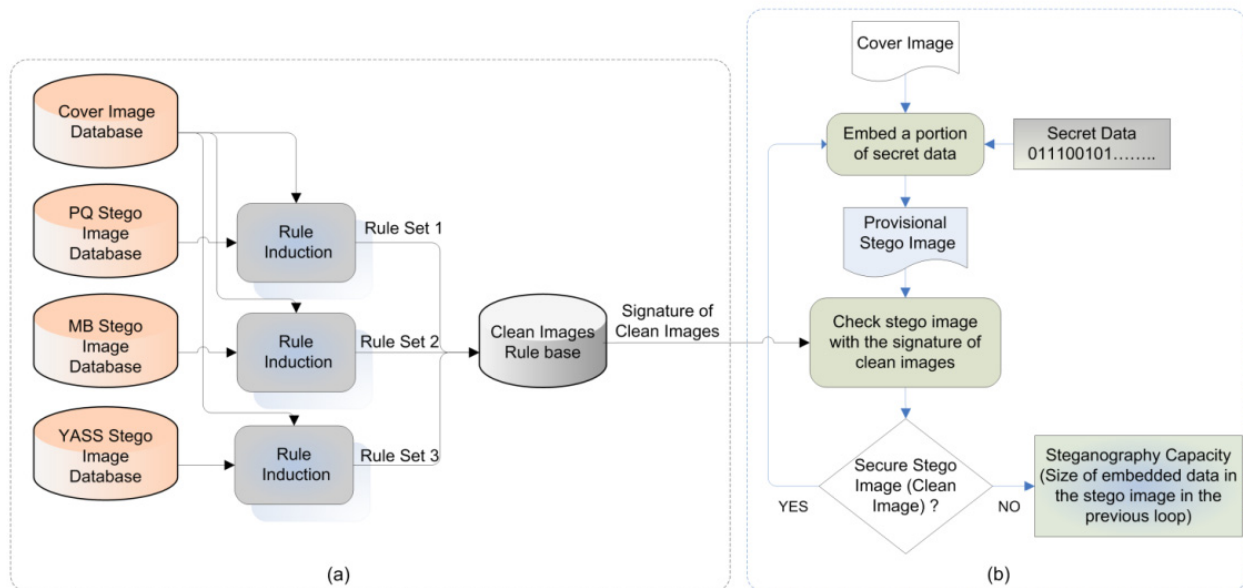 Cover Image
Database
PQ Stego
Image
Database
MB Stego
Image
Database
YASS Stego
Image
Database
Rule
Induction
Rule Set 1
Rule
Induction
Rule Set 2
Rule
Induction
Rule Set 3
Clean Images
Rule base
Signature of
Clean Images
(a)
Cover Image
Embed a portion
of secret data
Secret Data
011100101........
Provisional
Stego Image
Check stego image
with the signature of
clean images
Secure Stego
Image (Clean
Image) ?
YES
NO
Steganography Capacity
(Size of embedded data in
the stego image in the
previous loop)
(b)